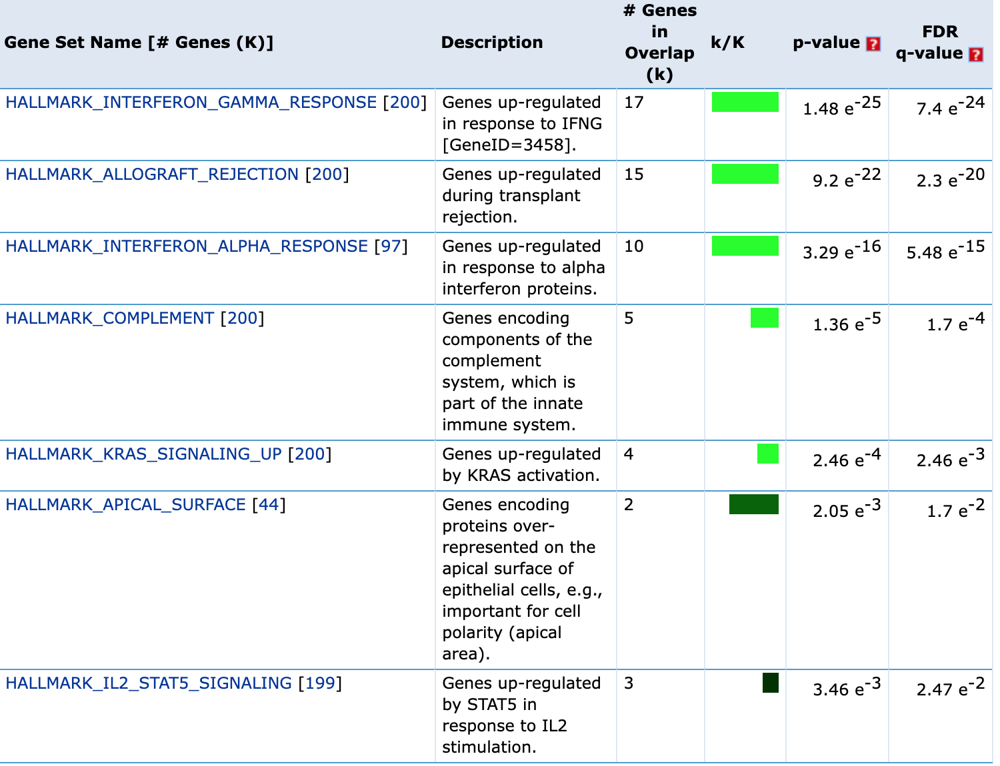 Gene Set Name [# Genes (K)] Description # Genes in Overlap (k) k/K p-value ? FDR q-value ?
HALLMARK_INTERFERON_GAMMA_RESPONSE [200] Genes up-regulated 17 1.48 e-25 7.4 e-24
in response to IFNG
[GeneID=3458].
HALLMARK_ALLOGRAFT_REJECTION [200] Genes up-regulated 15 9.2 e-22 2.3 e-20
during transplant
rejection.
HALLMARK_INTERFERON_ALPHA_RESPONSE [97] Genes up-regulated 10 3.29 e-16 5.48 e-15
in response to alpha
interferon proteins.
HALLMARK_COMPLEMENT [200] Genes encoding 5 1.36 e-5 1.7 e-4
components of the
complement
system, which is
part of the innate
immune system.
HALLMARK_KRAS_SIGNALING_UP [200] Genes up-regulated 4 2.46 e-4 2.46 e-3
by KRAS activation.
HALLMARK_APICAL_SURFACE [44] Genes encoding 2 2.05 e-3 1.7 e-2
proteins over-
represented on the
apical surface of
epithelial cells, e.g.,
important for cell
polarity (apical
area).
HALLMARK_IL2_STAT5_SIGNALING [199] Genes up-regulated 3 3.46 e-3 2.47 e-2
by STAT5 in
response to IL2
stimulation.